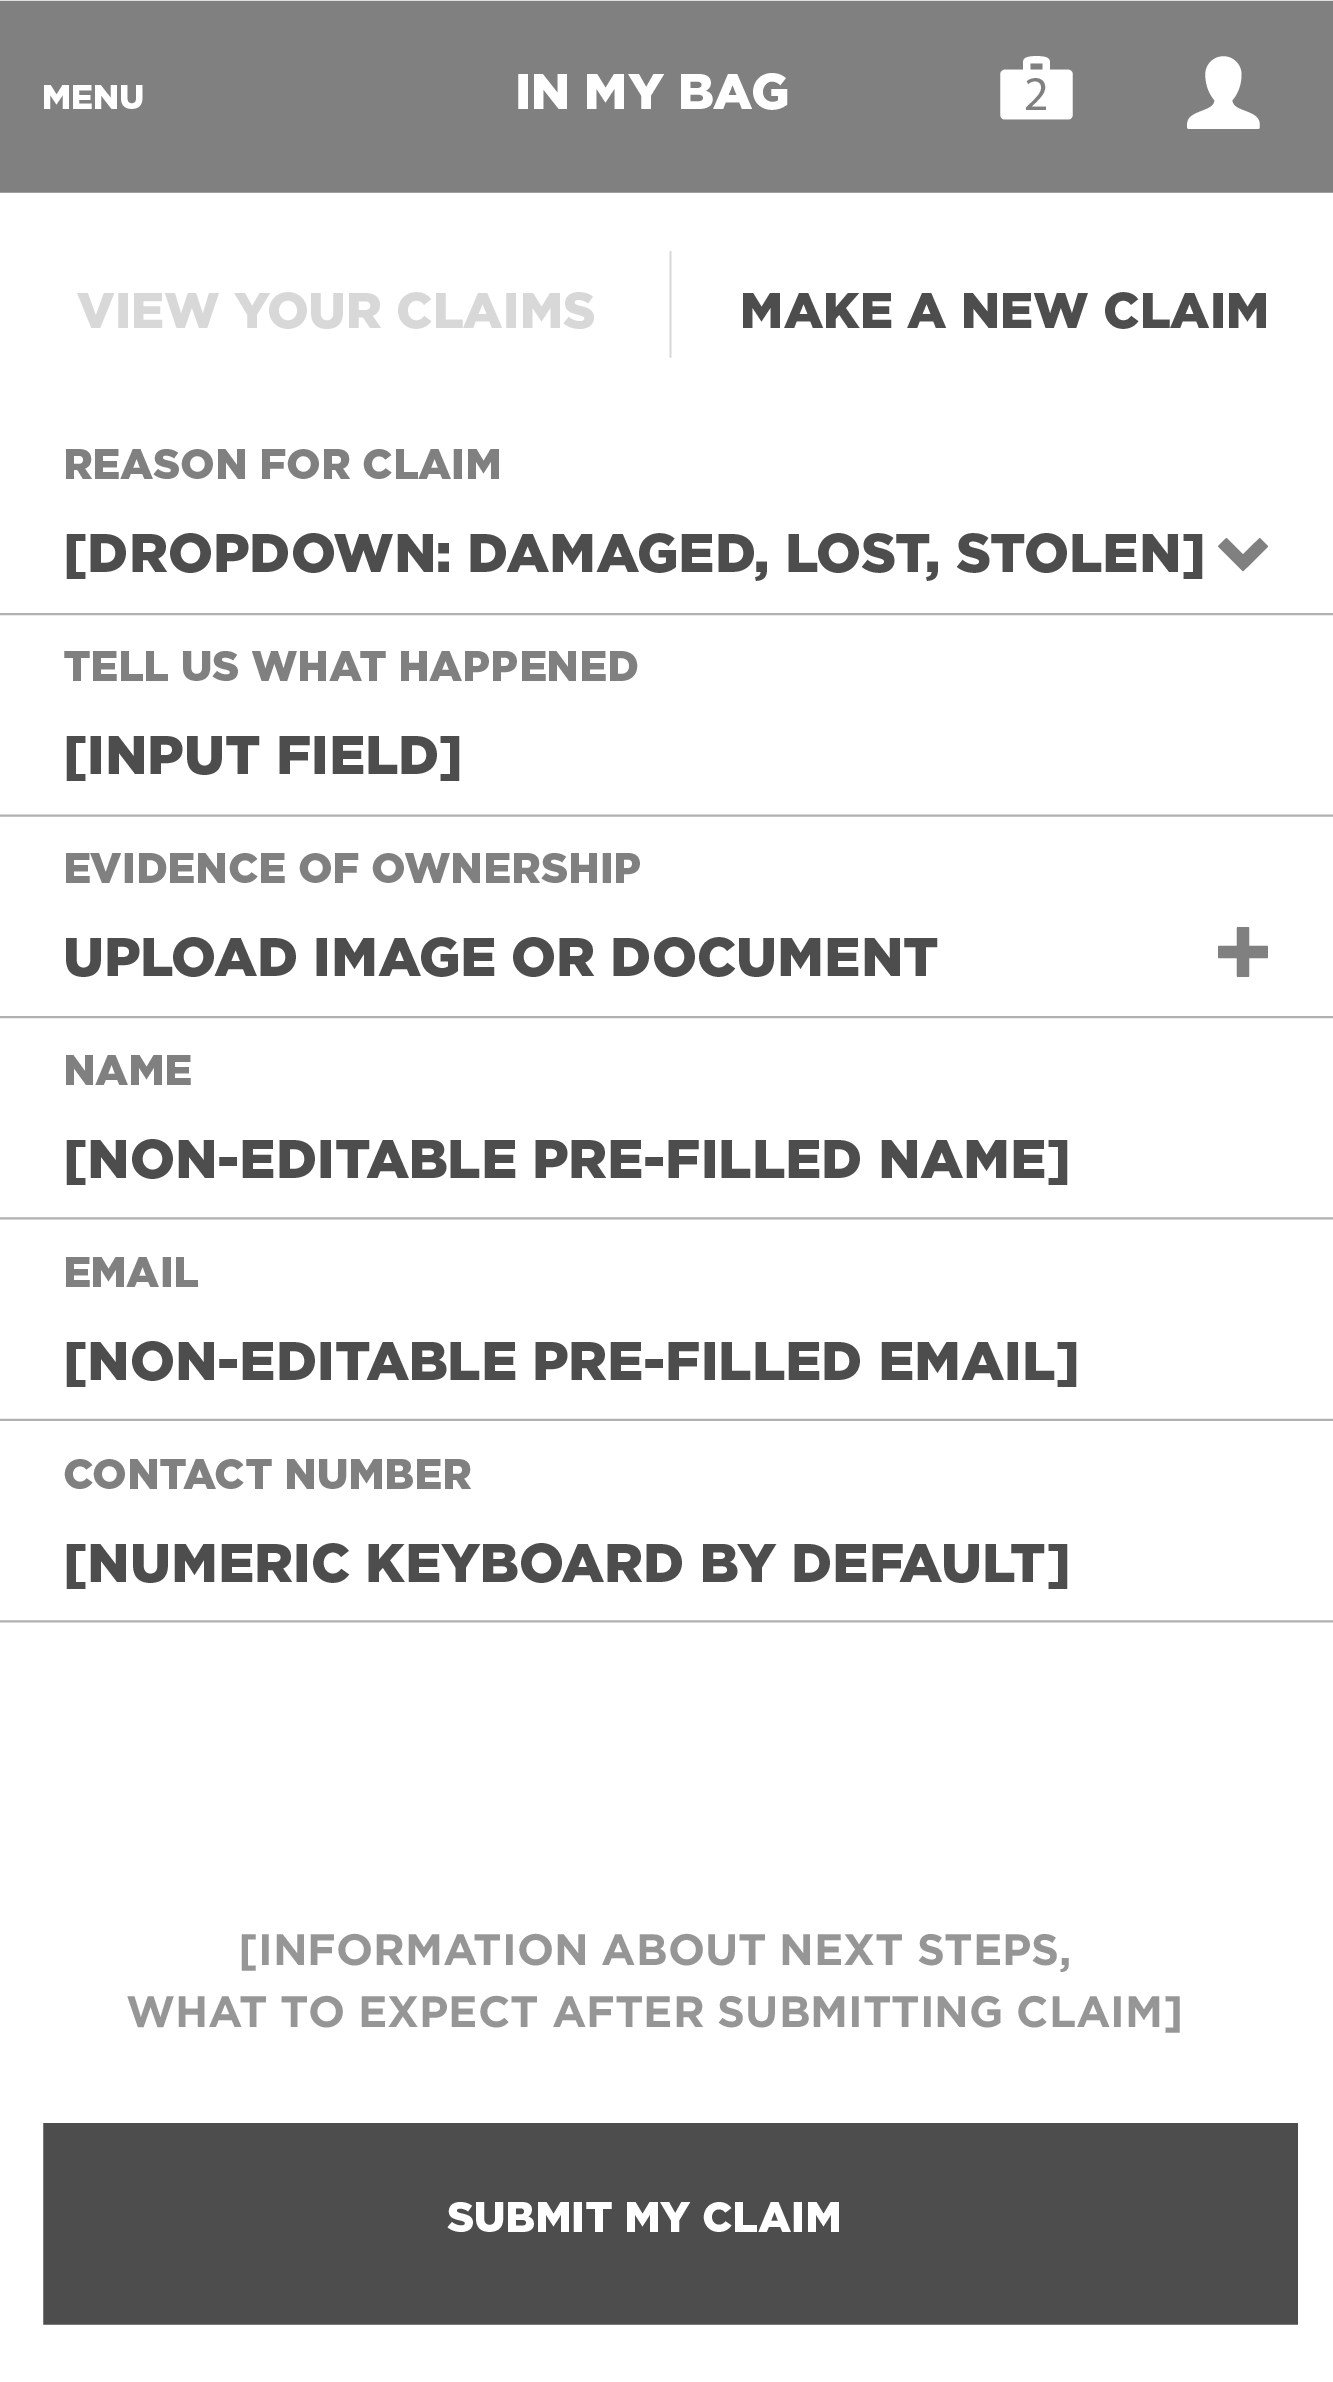 MENU
IN MY BAG
2
VIEW YOUR CLAIMS
MAKE A NEW CLAIM
REASON FOR CLAIM
[DROPDOWN: DAMAGED, LOST, STOLEN]
TELL US WHAT HAPPENED
[INPUT FIELD]
EVIDENCE OF OWNERSHIP
UPLOAD IMAGE OR DOCUMENT
NAME
[NON-EDITABLE PRE-FILLED NAME]
EMAIL
[NON-EDITABLE PRE-FILLED EMAIL]
CONTACT NUMBER
[NUMERIC KEYBOARD BY DEFAULT]
[INFORMATION ABOUT NEXT STEPS,
WHAT TO EXPECT AFTER SUBMITTING CLAIM]
SUBMIT MY CLAIM